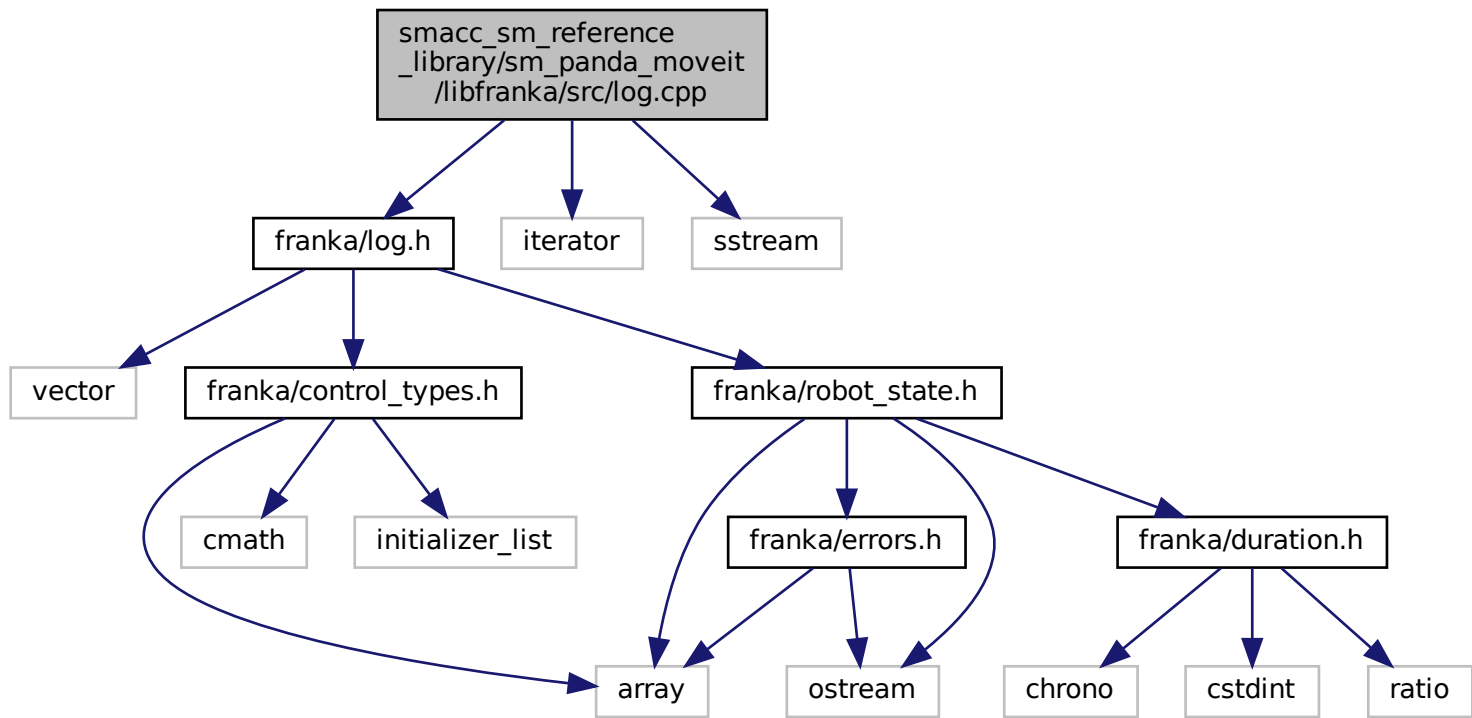 smacc_sm_reference
_library/sm_panda_moveit
/libfranka/src/log.cpp
franka/log.h
iterator
sstream
vector
franka/control_types.h
franka/robot_state.h
cmath
initializer_list
franka/errors.h
franka/duration.h
array
ostream
chrono
cstdint
ratio